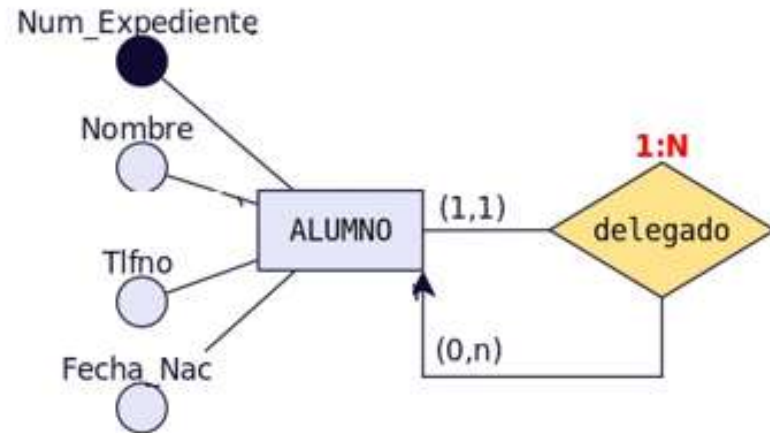 Num_Expediente
Nombre
1:N
(1,1)
ALUMNO
delegado
Tlfno
(0,n)
Fecha_Nac